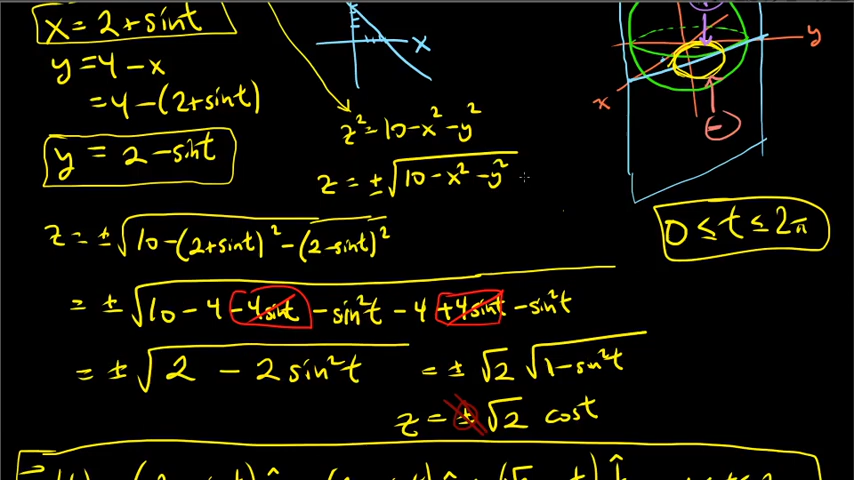 x = 2 + sint
y = 4 - x
= 4 - (2+sint)
y = 2 - sint
x
z² = 10 - x² - y²
z = ± √(10 - x² - y²)
y
x
-
0 ≤ t ≤ 2π
z = ± √(10 - (2+sint)² - (2-sint)²)
= ± √(10 - 4 - 4sint - sin²t - 4 + 4sint - sin²t)
= ± √(2 - 2sin²t) = ± √2 √(1-sin²t)
z = ± √2 cost